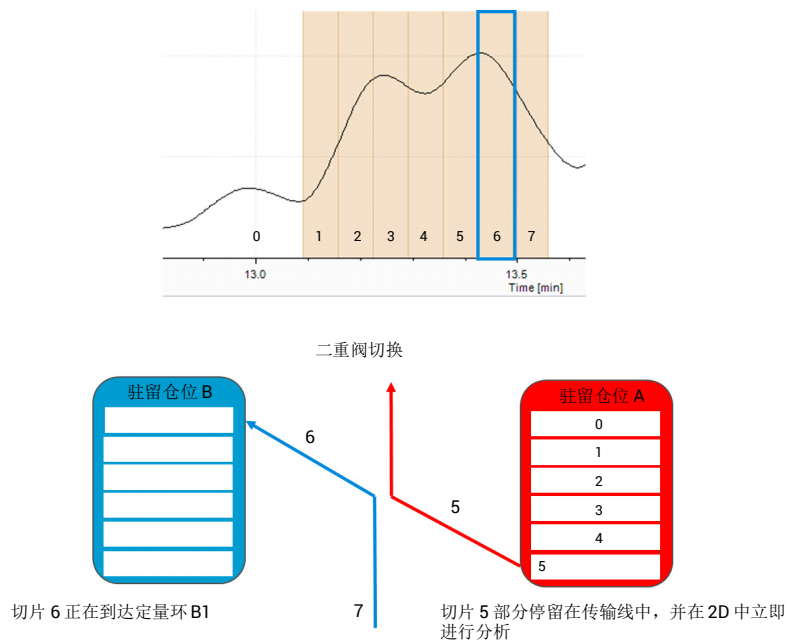 0 1 2 3 4 5 6 7
13.0 13.5
Time [min]
二重阀切换
驻留仓位 B
驻留仓位 A
0
1
2
3
4
5
6
5
7
切片 6 正在到达定量环 B1
切片 5 部分停留在传输线中，并在 2D 中立即
进行分析